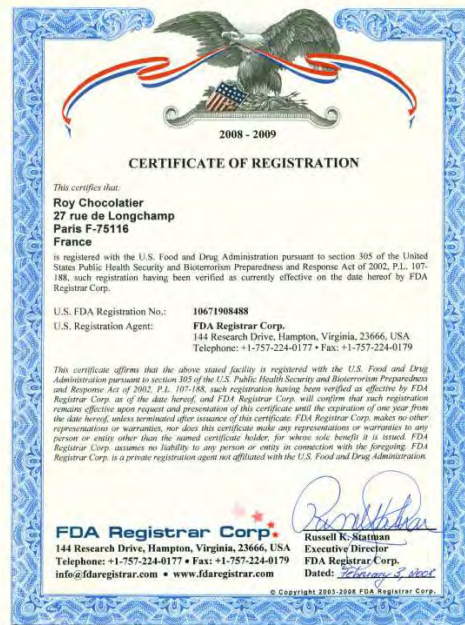 2008 - 2009
CERTIFICATE OF REGISTRATION
This certifies that:
Roy Chocolatier
27 rue de Longchamp
Paris F-75116
France
is registered with the U.S. Food and Drug Administration pursuant to section 305 of the United
States Public Health Security and Bioterrorism Preparedness and Response Act of 2002, P.L. 107-
188, such registration having been verified as currently effective on the date hereof by FDA
Registrar Corp.
U.S. FDA Registration No.: 10671908488
U.S. Registration Agent: FDA Registrar Corp.
144 Research Drive, Hampton, Virginia, 23666, USA
Telephone: +1-757-224-0177 • Fax: +1-757-224-0179
This certificate affirms that the above stated facility is registered with the U.S. Food and Drug
Administration pursuant to section 305 of the U.S. Public Health Security and Bioterrorism Preparedness
and Response Act of 2002, P.L. 107-188, such registration having been verified as effective by FDA
Registrar Corp. as of the date hereof, and FDA Registrar Corp. will confirm that such registration
remains effective upon request and presentation of this certificate until the expiration of one year from
the date hereof, unless terminated after issuance of this certificate. FDA Registrar Corp. makes no other
representations or warranties, nor does this certificate make any representations or warranties to any
person or entity other than the named certificate holder, for whose sole benefit it is issued. FDA
Registrar Corp. assumes no liability to any person or entity in connection with the foregoing. FDA
Registrar Corp. is a private registration agent not affiliated with the U.S. Food and Drug Administration.
FDA Registrar Corp.
144 Research Drive, Hampton, Virginia, 23666, USA
Telephone: +1-757-224-0177 • Fax: +1-757-224-0179
info@fdaregistrar.com • www.fdaregistrar.com
Russell K. Statman
Executive Director
FDA Registrar Corp.
Dated: February 5, 2008
© Copyright 2003-2008 FDA Registrar Corp.